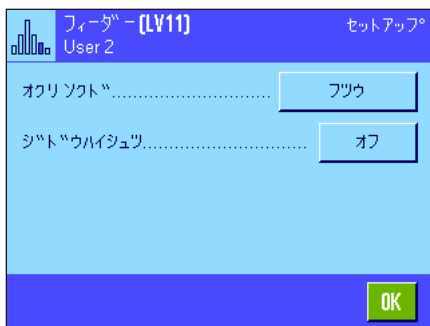 フィーダー(LV11) セットアップ
User 2
オクリ ソクド............................ フツウ
ジドウハイシュツ................................. オフ
OK